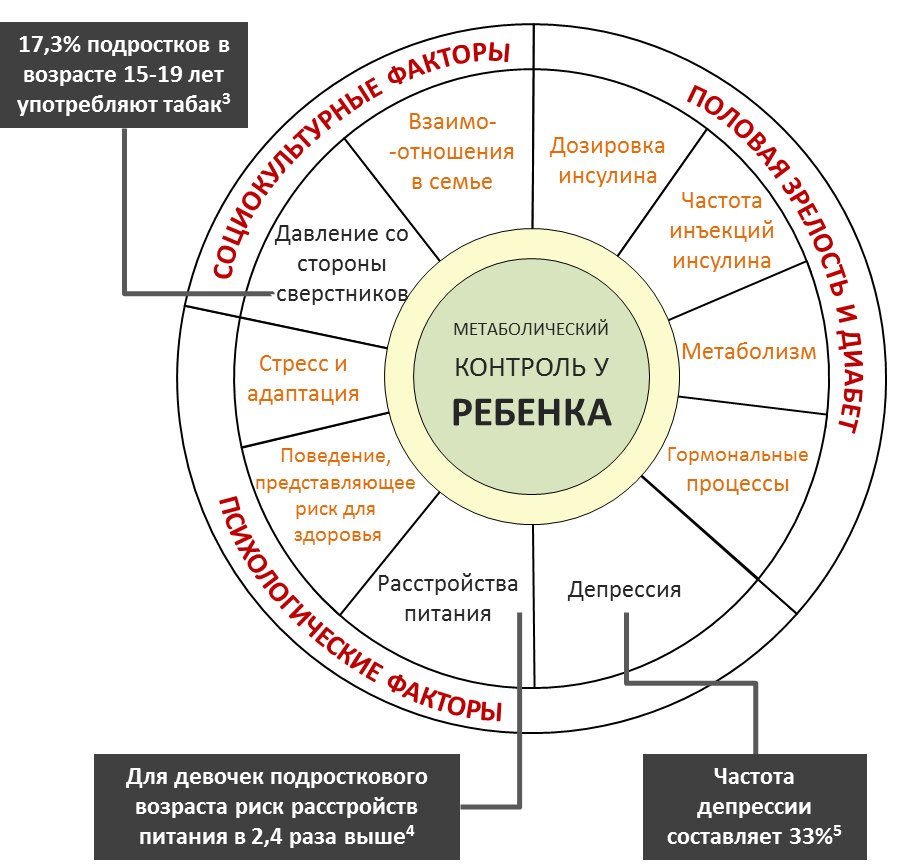 17,3% подростков в
возрасте 15-19 лет
употребляют табак³
СОЦИОКУЛЬТУРНЫЕ ФАКТОРЫ
ПОЛОВАЯ ЗРЕЛОСТЬ И ДИАБЕТ
Взаимо-
-отношения
в семье
Дозировка
инсулина
Частота
инъекций
инсулина
Давление со
стороны
сверстников
МЕТАБОЛИЧЕСКИЙ
КОНТРОЛЬ У
РЕБЕНКА
Метаболизм
Стресс и
адаптация
Гормональные
процессы
Поведение,
представляющее
риск для
здоровья
Расстройства
питания
Депрессия
ПСИХОЛОГИЧЕСКИЕ ФАКТОРЫ
Для девочек подросткового
возраста риск расстройств
питания в 2,4 раза выше⁴
Частота
депрессии
составляет 33%⁵